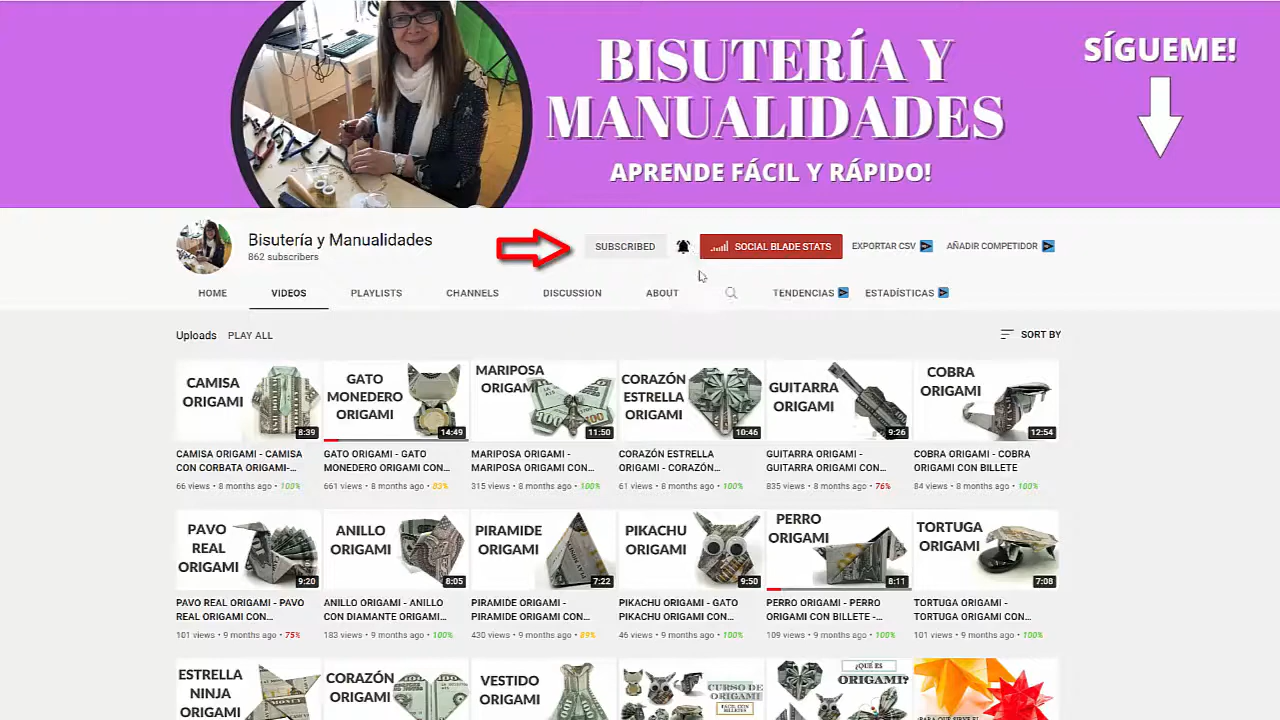 BISUTERÍA Y
MANUALIDADES
APRENDE FÁCIL Y RÁPIDO!
SÍGUEME!
Bisutería y Manualidades
862 subscribers
SUBSCRIBED
SOCIAL BLADE STATS
EXPORTAR CSV
AÑADIR COMPETIDOR
HOME
VIDEOS
PLAYLISTS
CHANNELS
DISCUSSION
ABOUT
TENDENCIAS
ESTADÍSTICAS
Uploads
PLAY ALL
SORT BY
CAMISA
ORIGAMI
8:39
CAMISA ORIGAMI - CAMISA
CON CORBATA ORIGAMI-...
66 views • 8 months ago • 100%
GATO
MONEDERO
ORIGAMI
14:49
GATO ORIGAMI - GATO
MONEDERO ORIGAMI CON...
661 views • 8 months ago • 83%
MARIPOSA
ORIGAMI
11:50
MARIPOSA ORIGAMI -
MARIPOSA ORIGAMI CON...
315 views • 8 months ago • 100%
CORAZÓN
ESTRELLA
ORIGAMI
10:46
CORAZÓN ESTRELLA
ORIGAMI - CORAZÓN...
61 views • 8 months ago • 100%
GUITARRA
ORIGAMI
9:26
GUITARRA ORIGAMI -
GUITARRA ORIGAMI CON...
835 views • 8 months ago • 76%
COBRA
ORIGAMI
12:54
COBRA ORIGAMI - COBRA
ORIGAMI CON BILLETE
84 views • 8 months ago • 100%
PAVO
REAL
ORIGAMI
9:20
PAVO REAL ORIGAMI - PAVO
REAL ORIGAMI CON...
101 views • 9 months ago • 75%
ANILLO
ORIGAMI
8:05
ANILLO ORIGAMI - ANILLO
CON DIAMANTE ORIGAMI...
183 views • 9 months ago • 100%
PIRAMIDE
ORIGAMI
7:22
PIRAMIDE ORIGAMI -
PIRAMIDE ORIGAMI CON...
430 views • 9 months ago • 89%
PIKACHU
ORIGAMI
9:50
PIKACHU ORIGAMI - GATO
PIKACHU ORIGAMI CON...
46 views • 9 months ago • 100%
PERRO
ORIGAMI
8:11
PERRO ORIGAMI - PERRO
ORIGAMI CON BILLETE -...
109 views • 9 months ago • 100%
TORTUGA
ORIGAMI
7:08
TORTUGA ORIGAMI -
TORTUGA ORIGAMI CON...
101 views • 9 months ago • 100%
ESTRELLA
NINJA
ORIGAMI
CORAZÓN
ORIGAMI
VESTIDO
ORIGAMI
CURSO DE
ORIGAMI
FÁCIL CON
BILLETES
¿QUÉ ES
ORIGAMI?